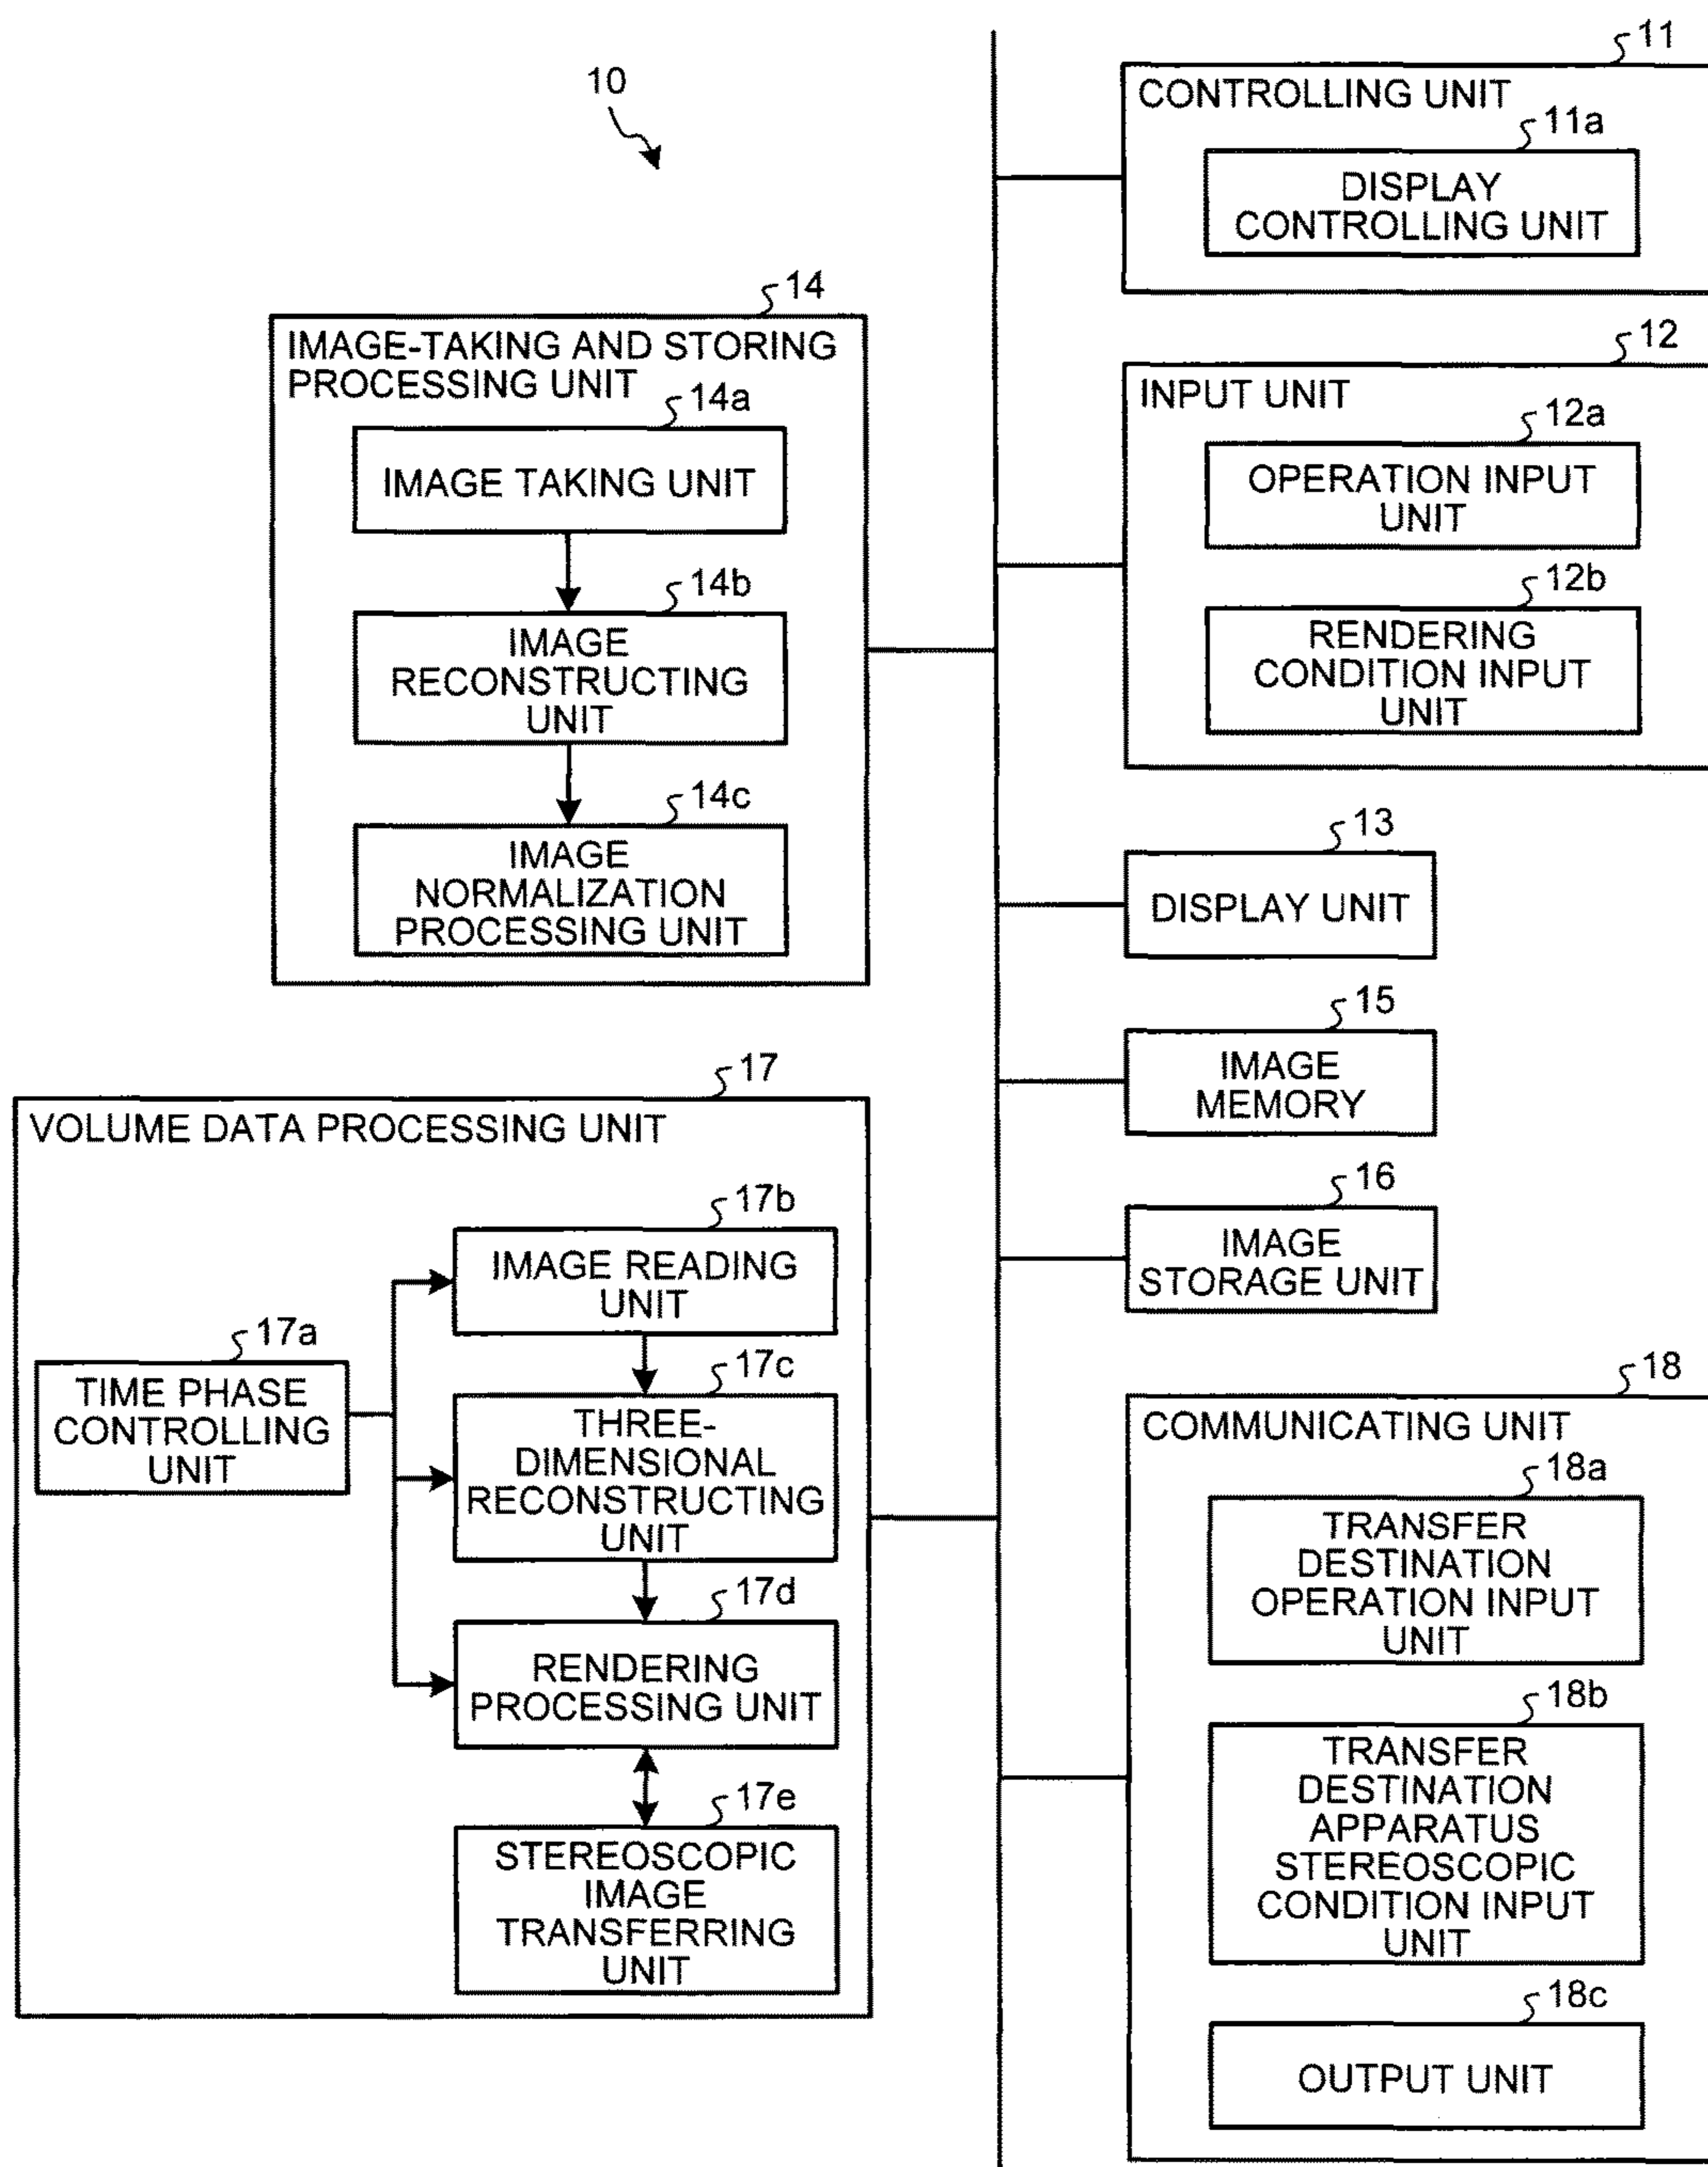 10
14
IMAGE-TAKING AND STORING
PROCESSING UNIT
14a
IMAGE TAKING UNIT
14b
IMAGE
RECONSTRUCTING
UNIT
14c
IMAGE
NORMALIZATION
PROCESSING UNIT
17
VOLUME DATA PROCESSING UNIT
17a
TIME PHASE
CONTROLLING
UNIT
17b
IMAGE READING
UNIT
17c
THREE-
DIMENSIONAL
RECONSTRUCTING
UNIT
17d
RENDERING
PROCESSING UNIT
17e
STEREOSCOPIC
IMAGE
TRANSFERRING
UNIT
11
CONTROLLING UNIT
11a
DISPLAY
CONTROLLING UNIT
12
INPUT UNIT
12a
OPERATION INPUT
UNIT
12b
RENDERING
CONDITION INPUT
UNIT
13
DISPLAY UNIT
15
IMAGE
MEMORY
16
IMAGE
STORAGE UNIT
18
COMMUNICATING UNIT
18a
TRANSFER
DESTINATION
OPERATION INPUT
UNIT
18b
TRANSFER
DESTINATION
APPARATUS
STEREOSCOPIC
CONDITION INPUT
UNIT
18c
OUTPUT UNIT